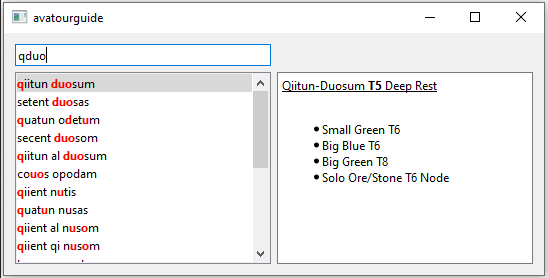 avatourguide
qduo
qiitun duosum
setent duosas
quatun odetum
secent duosom
qiitun al duosum
couos opodam
qiient nutis
quatun nusas
qiient al nusom
qiient qi nusom
Qiitun-Duosum T5 Deep Rest
Small Green T6
Big Blue T6
Big Green T8
Solo Ore/Stone T6 Node